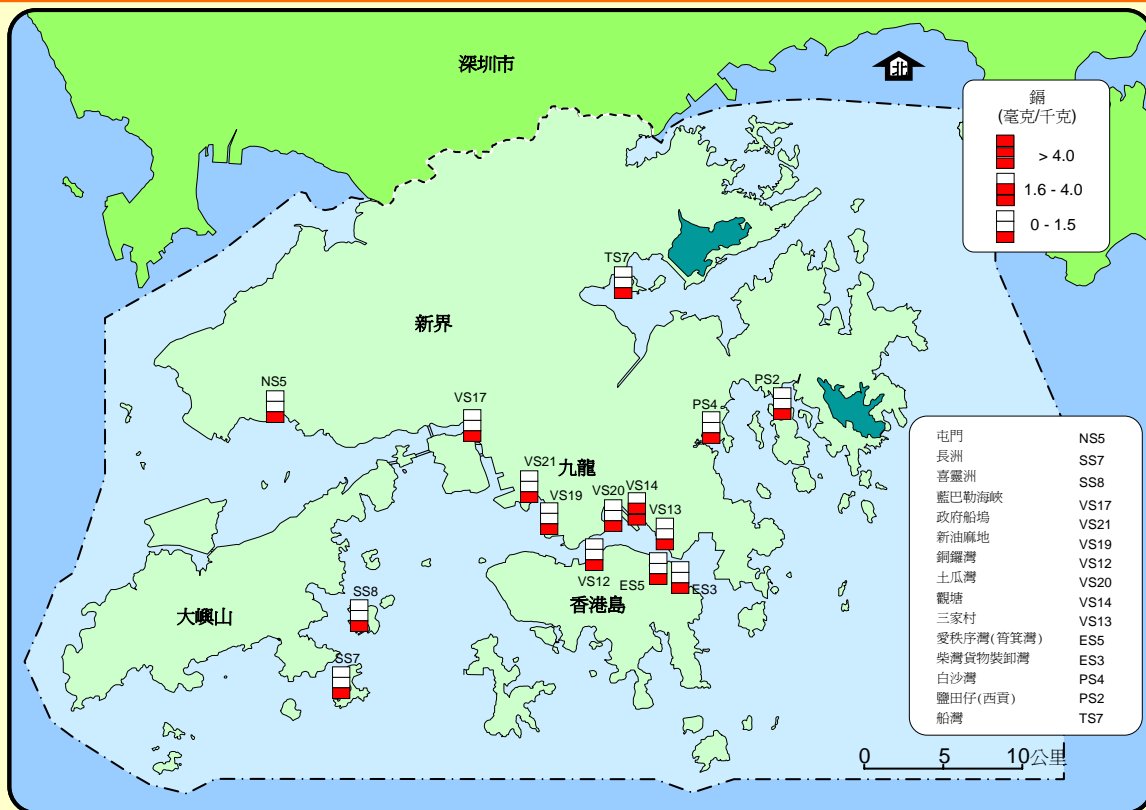 深圳市
北
鎘
(毫克/千克)
> 4.0
1.6 - 4.0
0 - 1.5
TS7
新界
NS5
VS17
PS2
PS4
VS21
九龍
VS19
VS20
VS14
VS13
VS12
ES5
ES3
香港島
大嶼山
SS8
SS7
屯門 NS5
長洲 SS7
喜靈洲 SS8
藍巴勒海峽 VS17
政府船塢 VS21
新油麻地 VS19
銅鑼灣 VS12
土瓜灣 VS20
觀塘 VS14
三家村 VS13
愛秩序灣(筲箕灣) ES5
柴灣貨物裝卸灣 ES3
白沙灣 PS4
鹽田仔(西貢) PS2
船灣 TS7
0 5 10公里